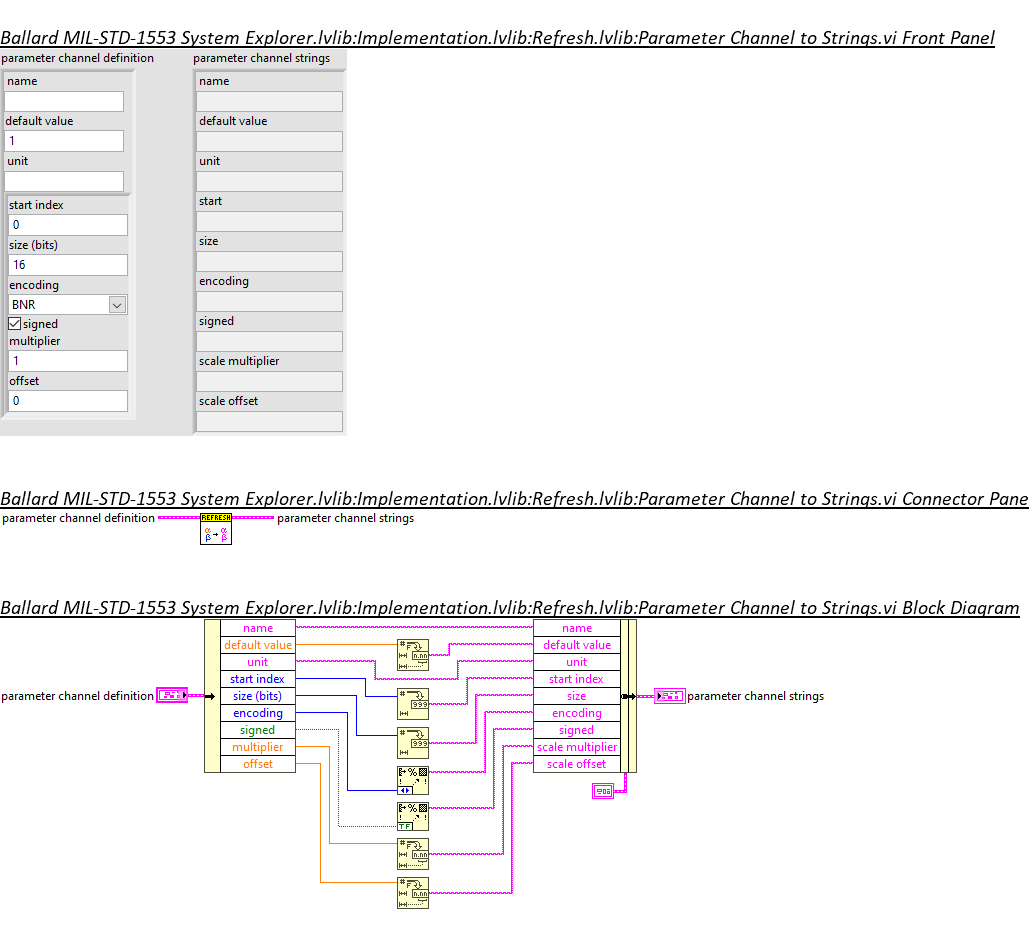 Ballard MIL-STD-1553 System Explorer.lvlib:Implementation.lvlib:Refresh.lvlib:Parameter Channel to Strings.vi Front Panel
parameter channel definition
name
default value
1
unit
start index
0
size (bits)
16
encoding
BNR
signed
multiplier
1
offset
0
parameter channel strings
name
default value
unit
start
size
encoding
signed
scale multiplier
scale offset
Ballard MIL-STD-1553 System Explorer.lvlib:Implementation.lvlib:Refresh.lvlib:Parameter Channel to Strings.vi Connector Pane
parameter channel definition
REFRESH
α β → α β
parameter channel strings
Ballard MIL-STD-1553 System Explorer.lvlib:Implementation.lvlib:Refresh.lvlib:Parameter Channel to Strings.vi Block Diagram
parameter channel definition
name
default value
unit
start index
size (bits)
encoding
signed
multiplier
offset
# F n.nn
999
999
%
% TF
# F n.nn
# F n.nn
name
default value
unit
start index
size
encoding
signed
scale multiplier
scale offset
parameter channel strings